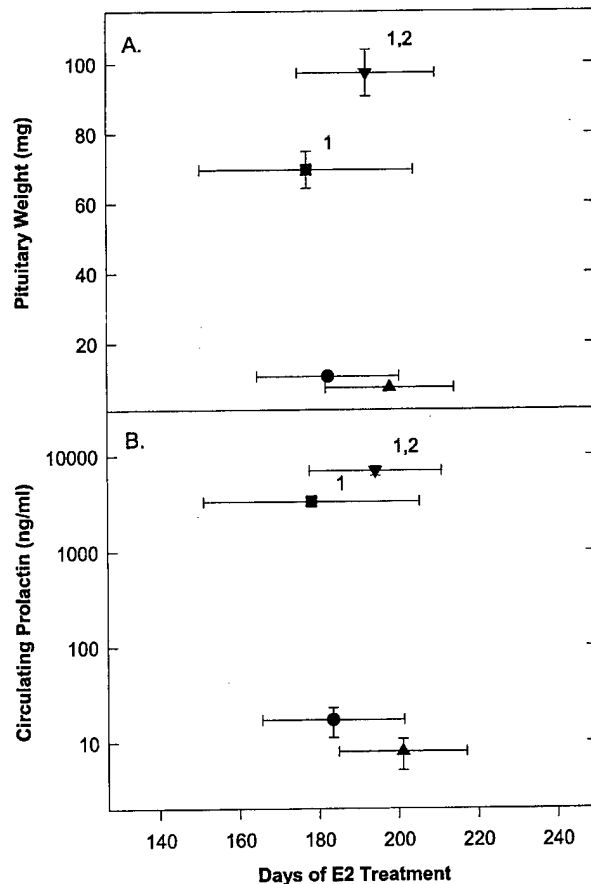 A.
1,2
1
100
80
60
40
20
Pituitary Weight (mg)
B.
1,2
1
10000
1000
100
10
Circulating Prolactin (ng/ml)
140 160 180 200 220 240
Days of E2 Treatment